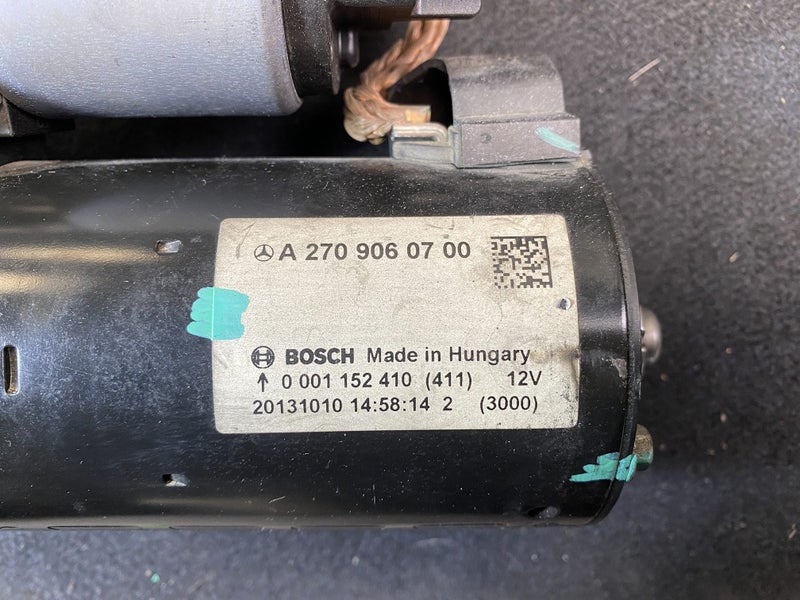 A 270 906 07 00
BOSCH Made in Hungary
0 001 152 410 (411) 12V
20131010 14:58:14 2 (3000)